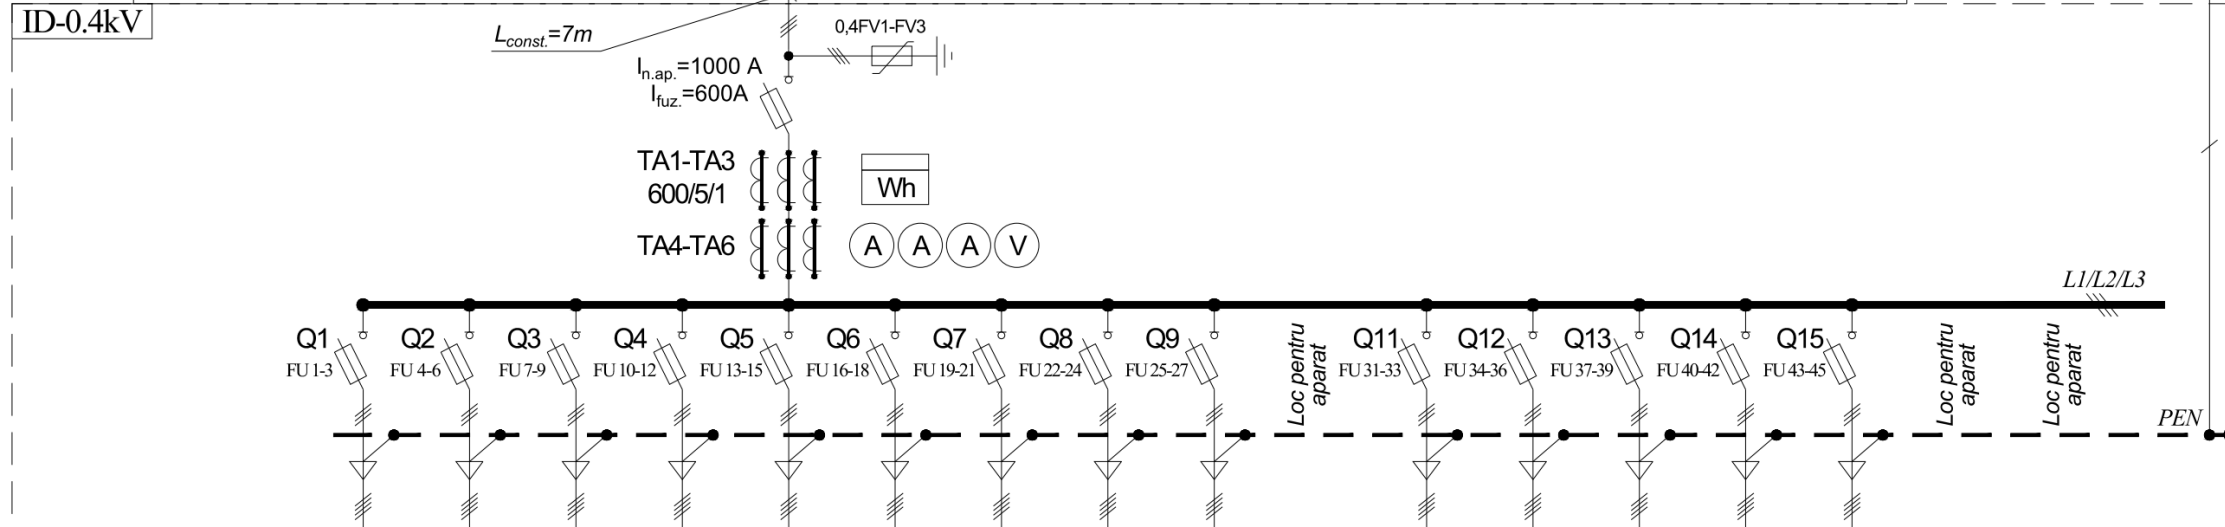 ID-0.4kV
Lconst.=7m
0,4FV1-FV3
In.ap.=1000 A
Ifuz.=600A
TA1-TA3
600/5/1
Wh
TA4-TA6
A A A V
L1/L2/L3
Q1
FU 1-3
Q2
FU 4-6
Q3
FU 7-9
Q4
FU 10-12
Q5
FU 13-15
Q6
FU 16-18
Q7
FU 19-21
Q8
FU 22-24
Q9
FU 25-27
Loc pentru
aparat
Q11
FU 31-33
Q12
FU 34-36
Q13
FU 37-39
Q14
FU 40-42
Q15
FU 43-45
Loc pentru
aparat
Loc pentru
aparat
PEN